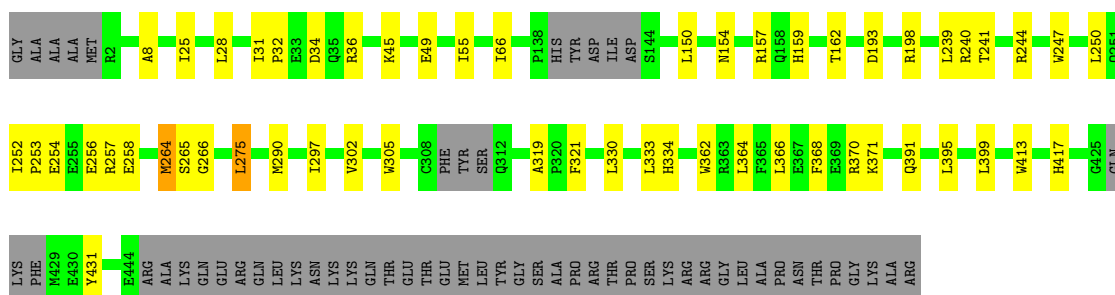 GLY ALA ALA ALA MET R2 A8 I25 L28 I31 P32 E33 D34 Q35 R36 K45 E49 I55 I66 P138 HIS TYR ASP ILE ASP S144 L150 N154 R157 Q158 H159 T162 D193 R198 L239 R240 T241 R244 W247 L250
I252 P253 E254 E255 E256 R257 E258 M264 S265 G266 L275 M290 I297 V302 W305 C308 PHE TYR SER Q312 A319 P320 F321 L330 L333 H334 W362 R363 L364 F365 L366 E367 F368 E369 R370 K371 Q391 L395 L399 W413 H417 G425 GLN
LYS PHE M429 E430 Y431 E444 ARG ALA LYS GLN GLU ARG GLN LEU LYS ASN LYS LYS GLN THR GLU THR GLU MET LEU TYR GLY SER ALA PRO ARG THR PRO SER LYS ARG ARG GLY LEU ALA PRO ASN THR PRO GLY LYS ALA ARG